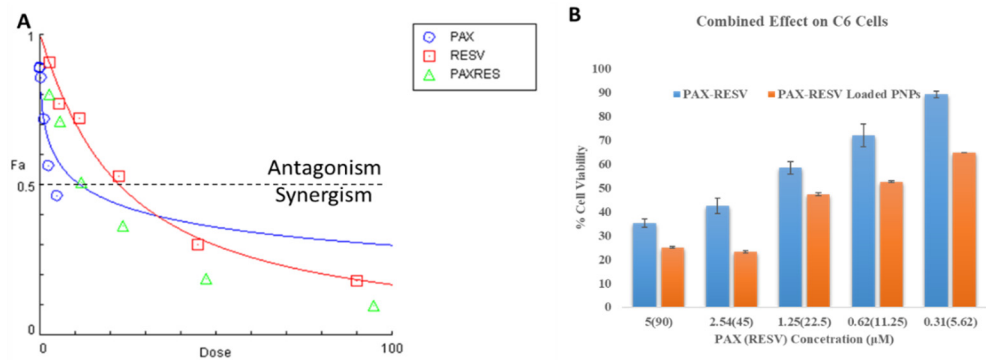 A
PAX
RESV
PAXRES
1
Fa
0.5
0
0
Dose
100
Antagonism
Synergism
B
Combined Effect on C6 Cells
PAX-RESV
PAX-RESV Loaded PNPs
% Cell Viability
100
90
80
70
60
50
40
30
20
10
0
5(90) 2.54(45) 1.25(22.5) 0.62(11.25) 0.31(5.62)
PAX (RESV) Concetration (µM)